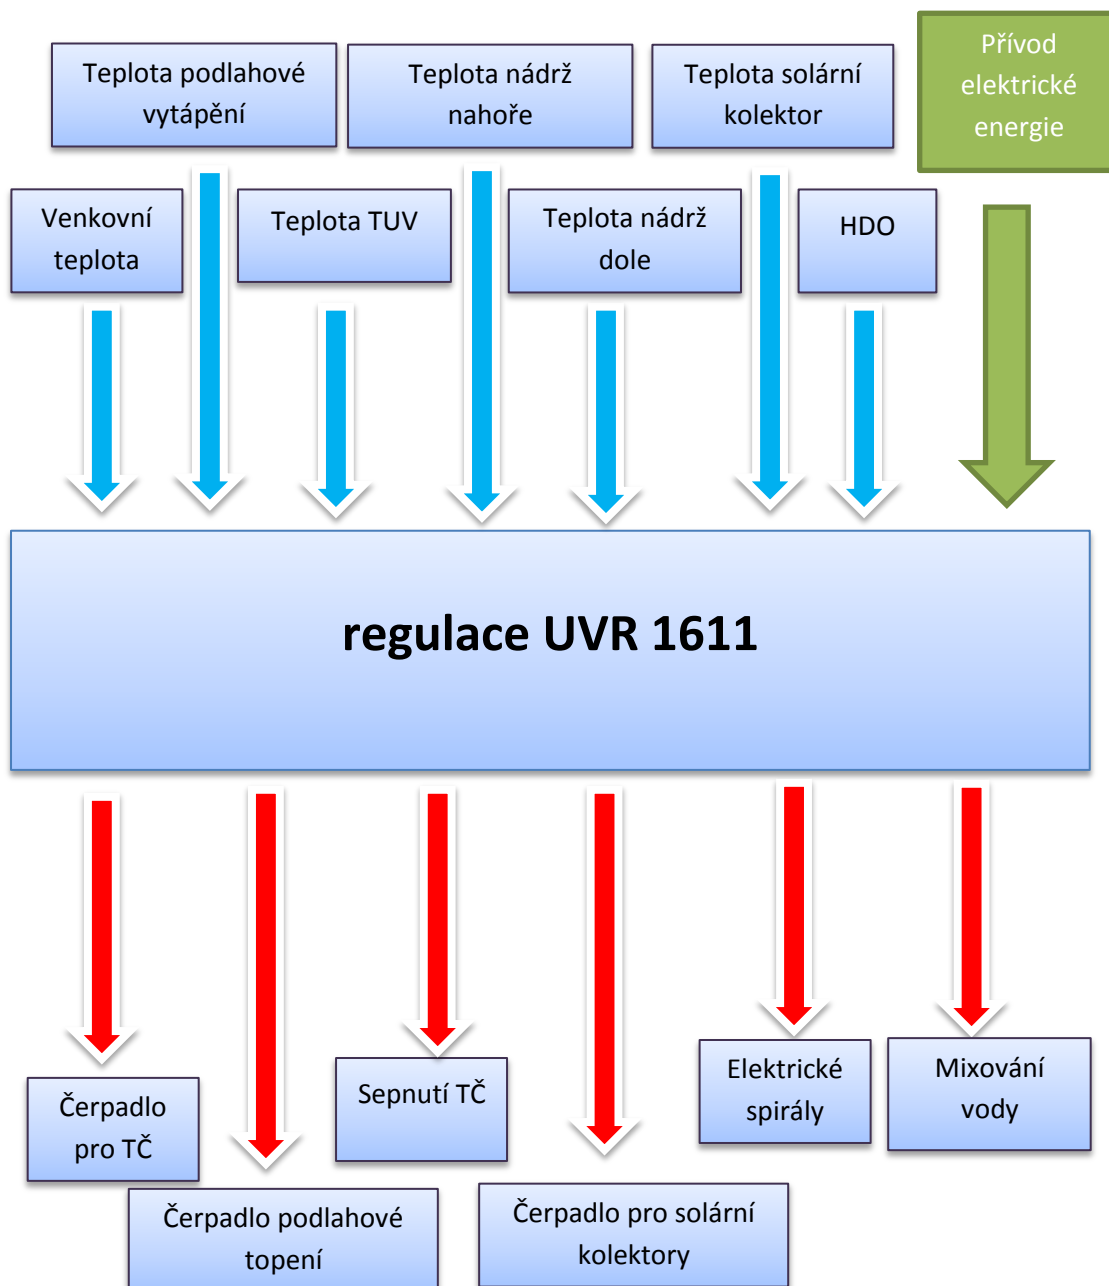 Teplota podlahové
vytápění
Teplota nádrž
nahoře
Teplota solární
kolektor
Přívod
elektrické
energie
Venkovní
teplota
Teplota TUV
Teplota nádrž
dole
HDO
regulace UVR 1611
Čerpadlo
pro TČ
Sepnutí TČ
Elektrické
spirály
Mixování
vody
Čerpadlo podlahové
topení
Čerpadlo pro solární
kolektory